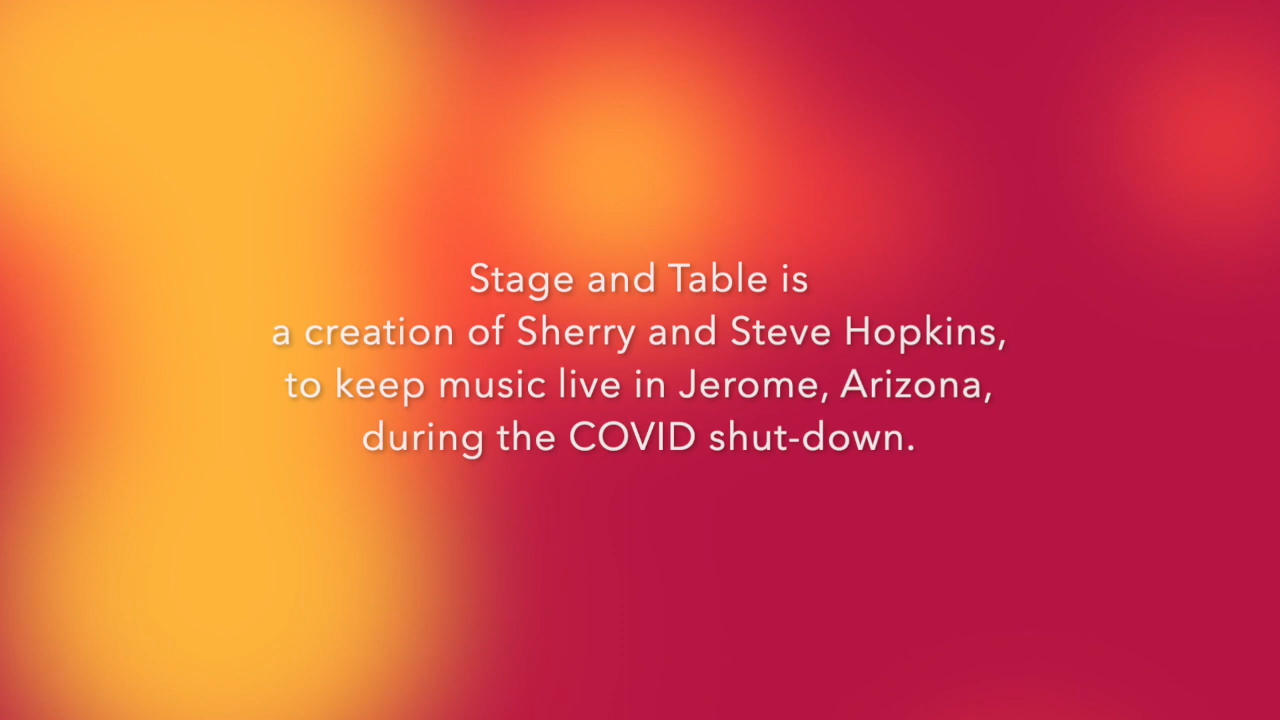 Stage and Table is
a creation of Sherry and Steve Hopkins,
to keep music live in Jerome, Arizona,
during the COVID shut-down.